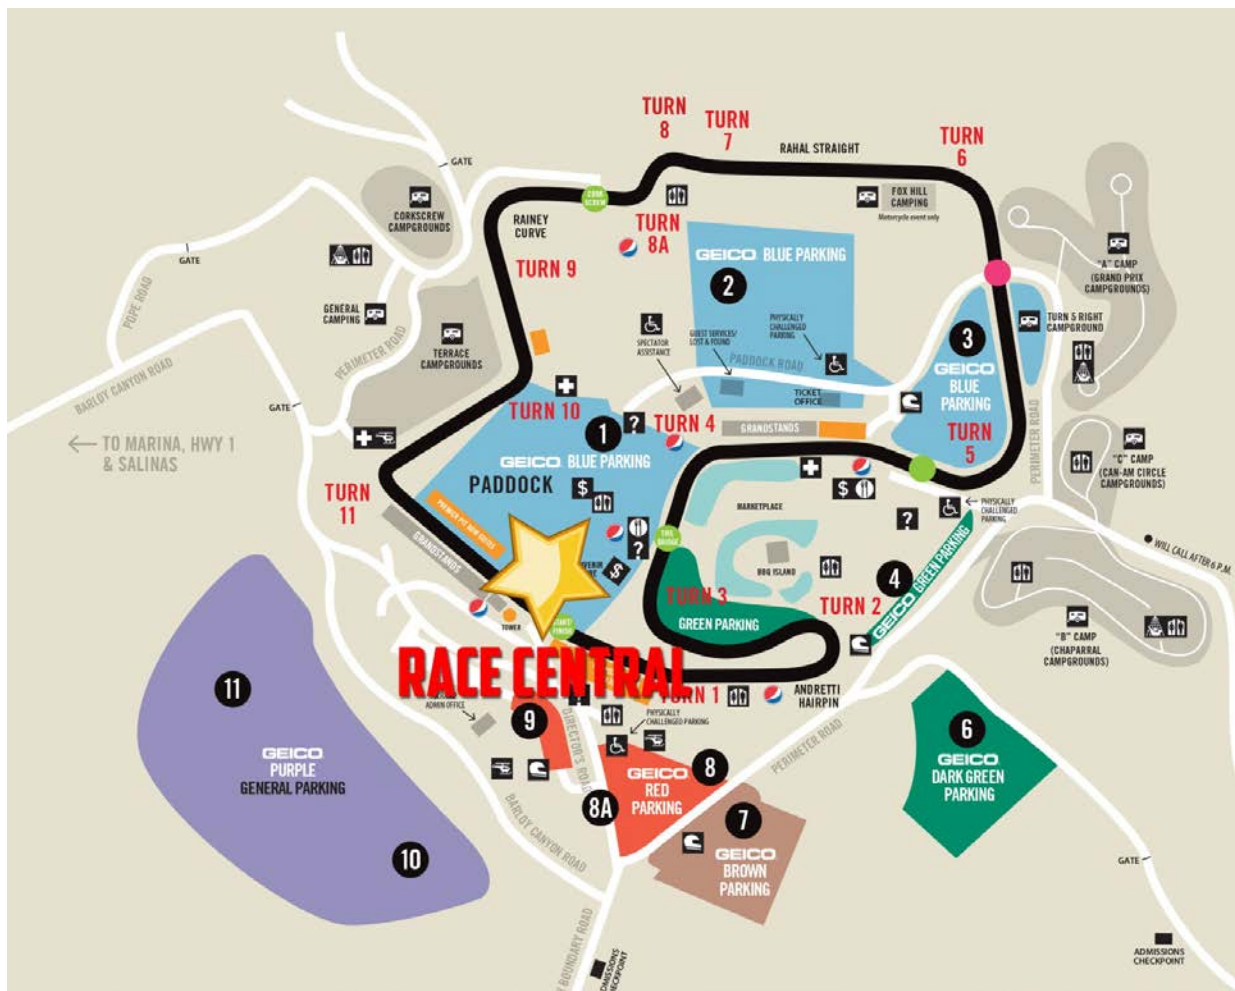 TURN
8
TURN
7
RAHAL STRAIGHT
TURN
6
GATE
CORK
SCREW
FOX HILL
CAMPING
Motorcycle event only
CORKSCREW
CAMPGROUNDS
RAINEY
CURVE
TURN
8A
GEICO BLUE PARKING
2
"A" CAMP
(GRAND PRIX
CAMPGROUNDS)
GATE
TURN 9
POPE ROAD
GENERAL
CAMPING
PERIMETER ROAD
TERRACE
CAMPGROUNDS
SPECTATOR
ASSISTANCE
GUEST SERVICES/
LOST & FOUND
PHYSICALLY
CHALLENGED
PARKING
PADDOCK ROAD
TICKET
OFFICE
3
GEICO
BLUE
PARKING
TURN 5 RIGHT
CAMPGROUND
BARLOY CANYON ROAD
GATE
TURN 10
1
?
TURN 4
GRANDSTANDS
TURN
5
PERIMETER ROAD
TO MARINA, HWY 1
& SALINAS
GEICO BLUE PARKING
PADDOCK
$
"C" CAMP
(CAN-AM CIRCLE
CAMPGROUNDS)
TURN
11
PREMIER PIT ROW SUITES
GRANDSTANDS
MARKETPLACE
$
?
PHYSICALLY
CHALLENGED
PARKING
?
THE
BRIDGE
BBQ ISLAND
WILL CALL AFTER 6 P.M.
$
TURN 3
GREEN PARKING
TURN 2
4
GEICO GREEN PARKING
TOWER
START/
FINISH
"B" CAMP
(CHAPARRAL
CAMPGROUNDS)
RACE CENTRAL
TURN 1
ANDRETTI
HAIRPIN
11
ADMIN OFFICE
9
DIRECTOR'S ROAD
PHYSICALLY
CHALLENGED PARKING
PERIMETER ROAD
6
GEICO
DARK GREEN
PARKING
GEICO
PURPLE
GENERAL PARKING
GEICO
RED
PARKING
8
8A
BARLOY CANYON ROAD
7
GEICO
BROWN
PARKING
10
GATE
BOUNDARY ROAD
ADMISSIONS
CHECKPOINT
ADMISSIONS
CHECKPOINT